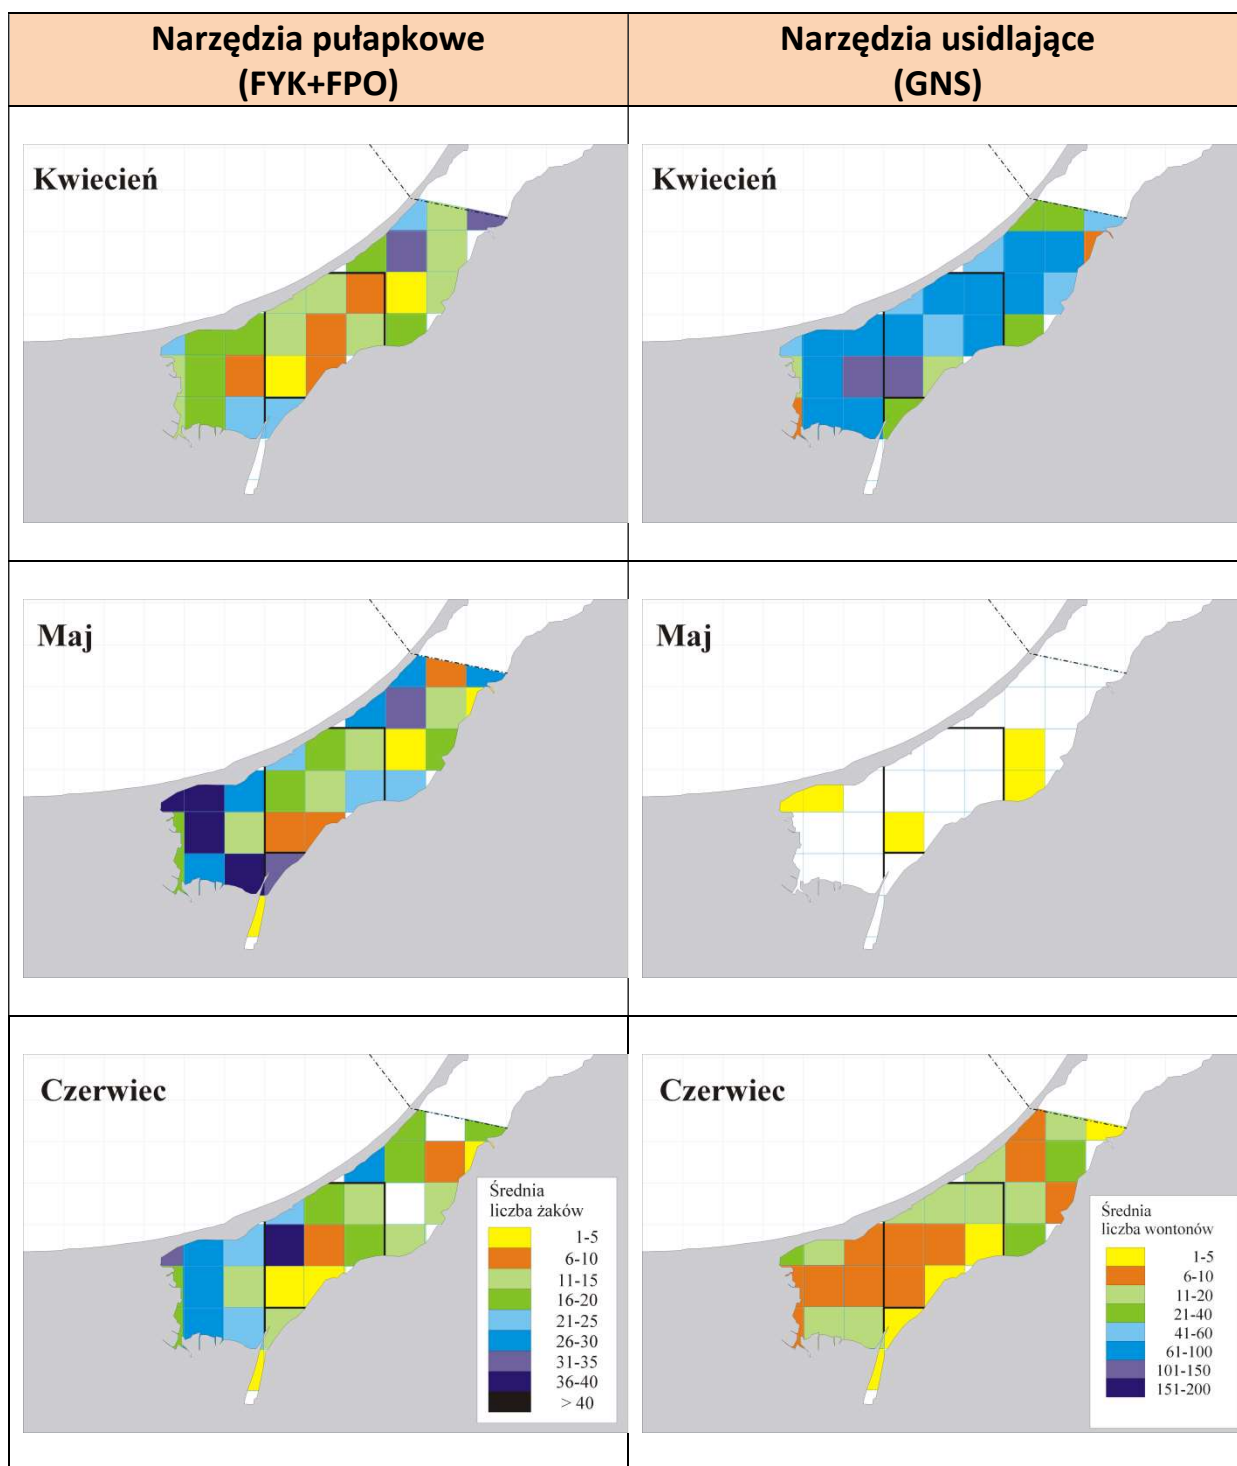 Narzędzia pułapkowe
(FYK+FPO)
Narzędzia usidlające
(GNS)
Kwiecień
Kwiecień
Maj
Maj
Czerwiec
Średnia
liczba żaków
1-5
6-10
11-15
16-20
21-25
26-30
31-35
36-40
> 40
Czerwiec
Średnia
liczba wontonów
1-5
6-10
11-20
21-40
41-60
61-100
101-150
151-200